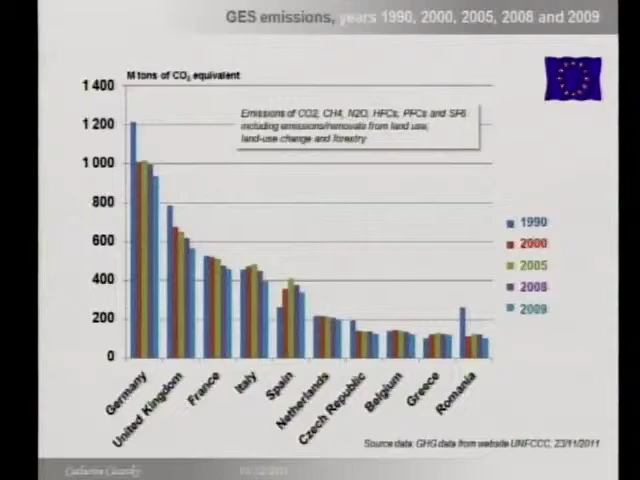 GES emissions, years 1990, 2000, 2005, 2008 and 2009
M tons of CO2 equivalent
1 400
1 200
1 000
800
600
400
200
0
Emissions of CO2, CH4, N2O, HFCs, PFCs and SF6
including emissions/removals from land use,
land-use change and forestry
1990
2000
2005
2008
2009
Germany
United Kingdom
France
Italy
Spain
Netherlands
Czech Republic
Belgium
Greece
Romania
Source data: GHG data from website UNFCCC, 23/11/2011